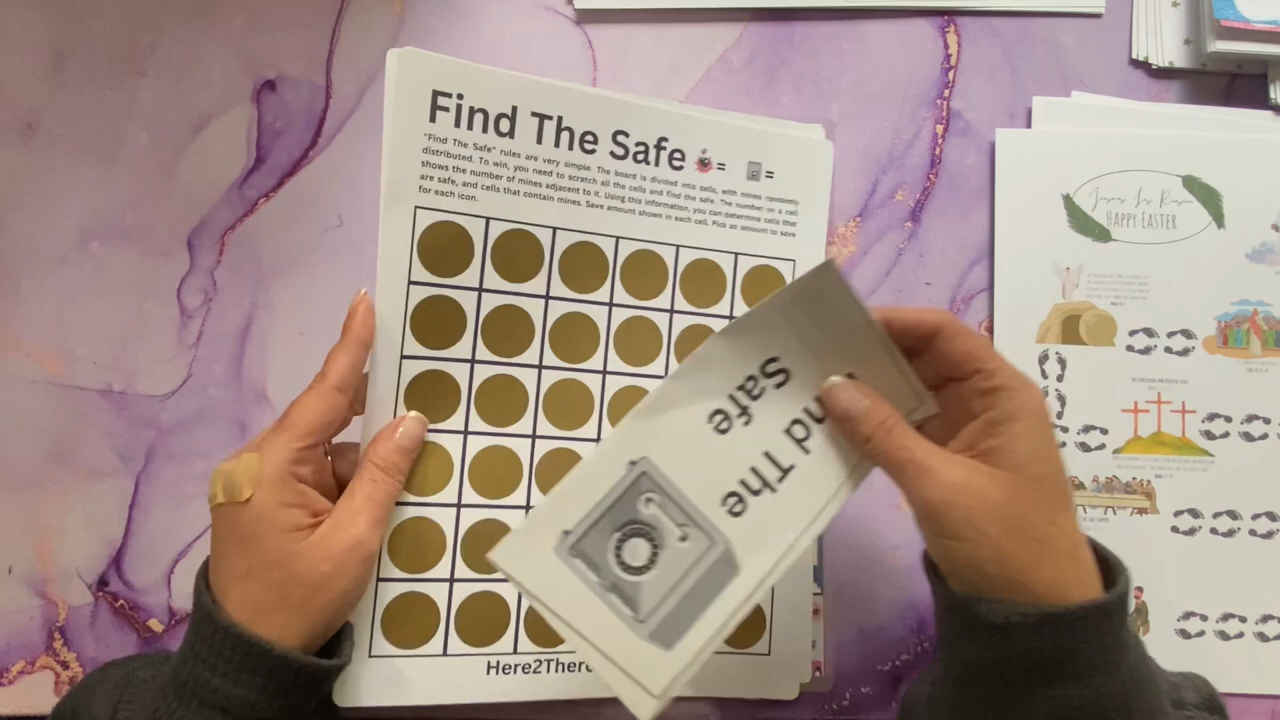 Find The Safe
=
=
"Find The Safe" rules are very simple. The board is divided into cells, with mines randomly
distributed. To win, you need to scratch all the cells and find the safe. The number on a cell
shows the number of mines adjacent to it. Using this information, you can determine cells that
are safe, and cells that contain mines. Save amount shown in each cell. Pick an amount to save
for each icon.
Here2There
The
Safe
Jesus Is Risen
HAPPY EASTER